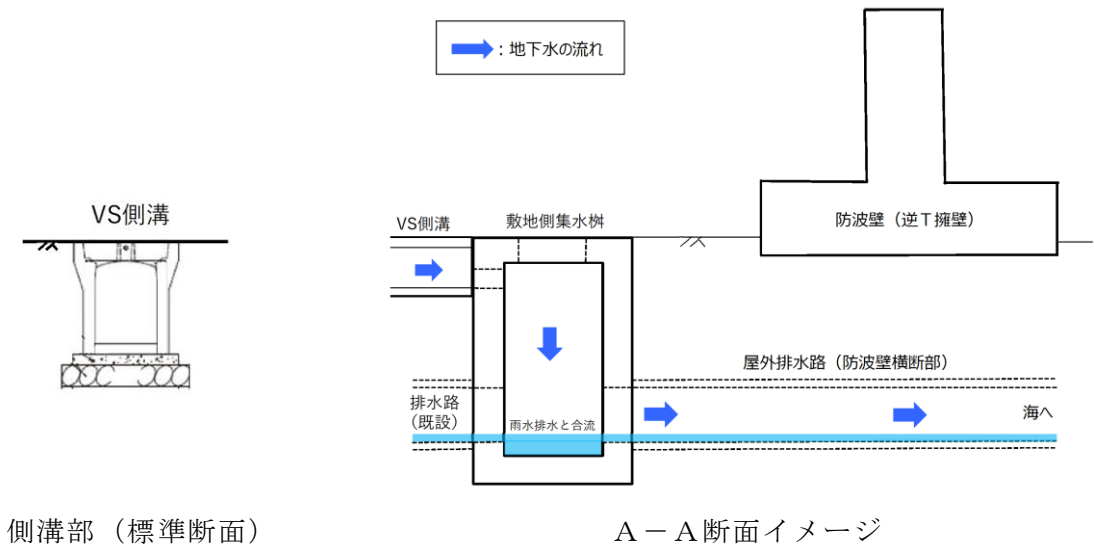 ：地下水の流れ
VS側溝
VS側溝
敷地側集水桝
防波壁（逆Ｔ擁壁）
屋外排水路（防波壁横断部）
排水路
（既設）
雨水排水と合流
海へ
側溝部（標準断面）
Ａ－Ａ断面イメージ